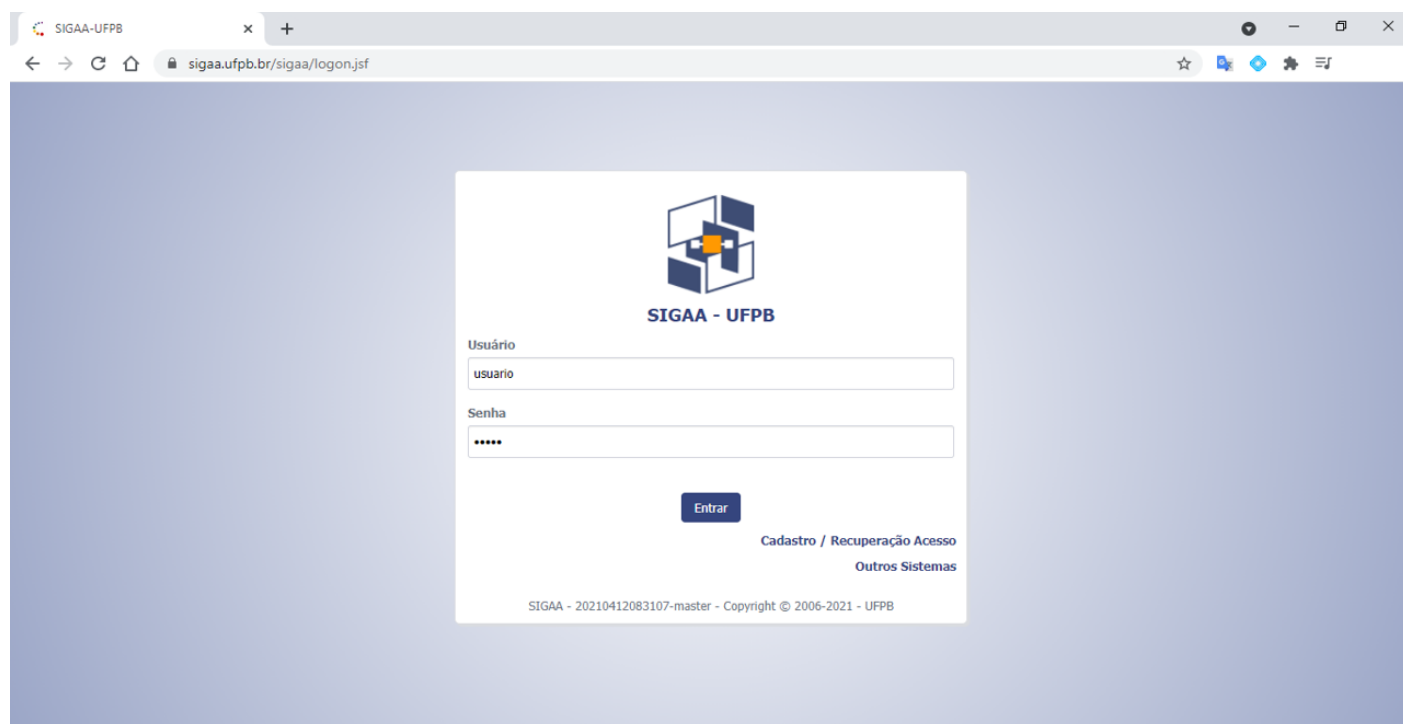 SIGAA-UFPB
sigaa.ufpb.br/sigaa/logon.jsf
SIGAA - UFPB
Usuário
usuario
Senha
•••••
Entrar
Cadastro / Recuperação Acesso
Outros Sistemas
SIGAA - 20210412083107-master - Copyright © 2006-2021 - UFPB